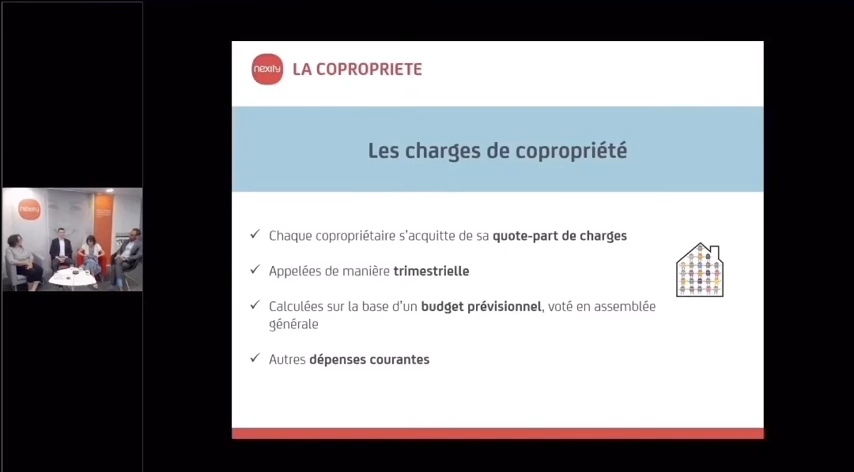 nexity LA COPROPRIETE
Les charges de copropriété
✓ Chaque copropriétaire s'acquitte de sa quote-part de charges
✓ Appelées de manière trimestrielle
✓ Calculées sur la base d'un budget prévisionnel, voté en assemblée
générale
✓ Autres dépenses courantes
nexity